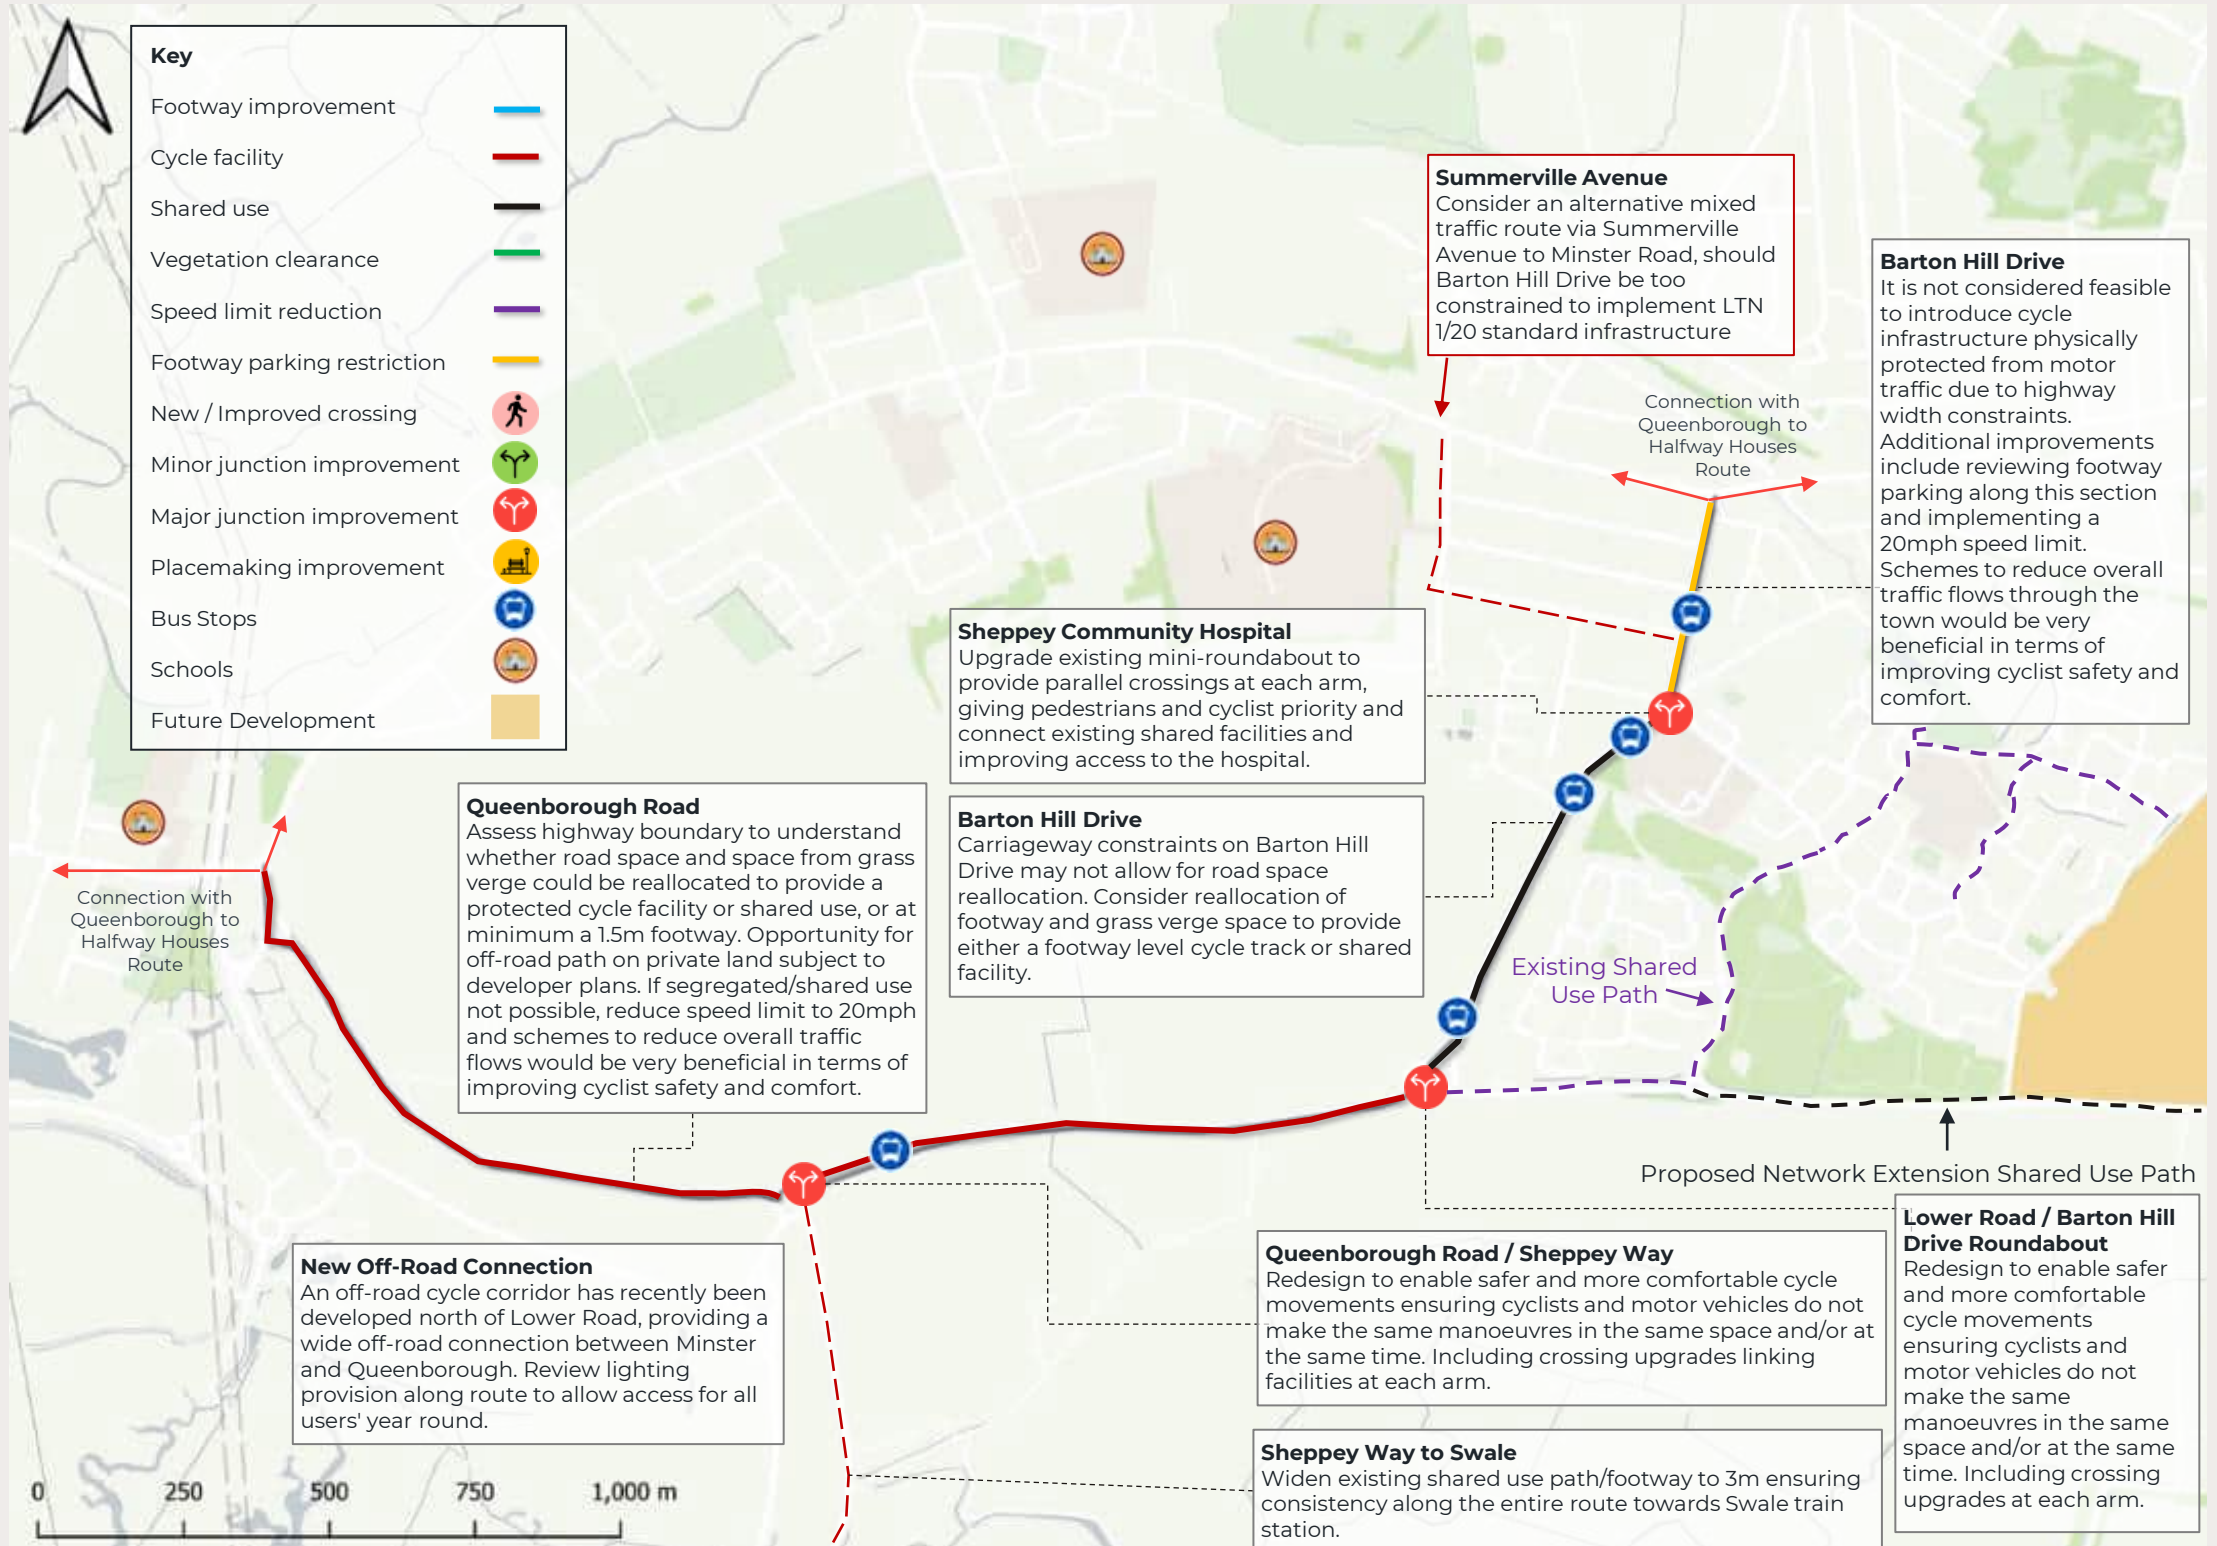 Key
Footway improvement
Cycle facility
Shared use
Vegetation clearance
Speed limit reduction
Footway parking restriction
New / Improved crossing
Minor junction improvement
Major junction improvement
Placemaking improvement
Bus Stops
Schools
Future Development
Summerville Avenue
Consider an alternative mixed
traffic route via Summerville
Avenue to Minster Road, should
Barton Hill Drive be too
constrained to implement LTN
1/20 standard infrastructure
Barton Hill Drive
It is not considered feasible
to introduce cycle
infrastructure physically
protected from motor
traffic due to highway
width constraints.
Additional improvements
include reviewing footway
parking along this section
and implementing a
20mph speed limit.
Schemes to reduce overall
traffic flows through the
town would be very
beneficial in terms of
improving cyclist safety and
comfort.
Connection with
Queenborough to
Halfway Houses
Route
Sheppey Community Hospital
Upgrade existing mini-roundabout to
provide parallel crossings at each arm,
giving pedestrians and cyclist priority and
connect existing shared facilities and
improving access to the hospital.
Queenborough Road
Assess highway boundary to understand
whether road space and space from grass
verge could be reallocated to provide a
protected cycle facility or shared use, or at
minimum a 1.5m footway. Opportunity for
off-road path on private land subject to
developer plans. If segregated/shared use
not possible, reduce speed limit to 20mph
and schemes to reduce overall traffic
flows would be very beneficial in terms of
improving cyclist safety and comfort.
Barton Hill Drive
Carriageway constraints on Barton Hill
Drive may not allow for road space
reallocation. Consider reallocation of
footway and grass verge space to provide
either a footway level cycle track or shared
facility.
Connection with
Queenborough to
Halfway Houses
Route
Existing Shared
Use Path
Proposed Network Extension Shared Use Path
New Off-Road Connection
An off-road cycle corridor has recently been
developed north of Lower Road, providing a
wide off-road connection between Minster
and Queenborough. Review lighting
provision along route to allow access for all
users' year round.
Queenborough Road / Sheppey Way
Redesign to enable safer and more comfortable cycle
movements ensuring cyclists and motor vehicles do not
make the same manoeuvres in the same space and/or at
the same time. Including crossing upgrades linking
facilities at each arm.
Lower Road / Barton Hill
Drive Roundabout
Redesign to enable safer
and more comfortable
cycle movements
ensuring cyclists and
motor vehicles do not
make the same
manoeuvres in the same
space and/or at the same
time. Including crossing
upgrades at each arm.
Sheppey Way to Swale
Widen existing shared use path/footway to 3m ensuring
consistency along the entire route towards Swale train
station.
0 250 500 750 1,000 m